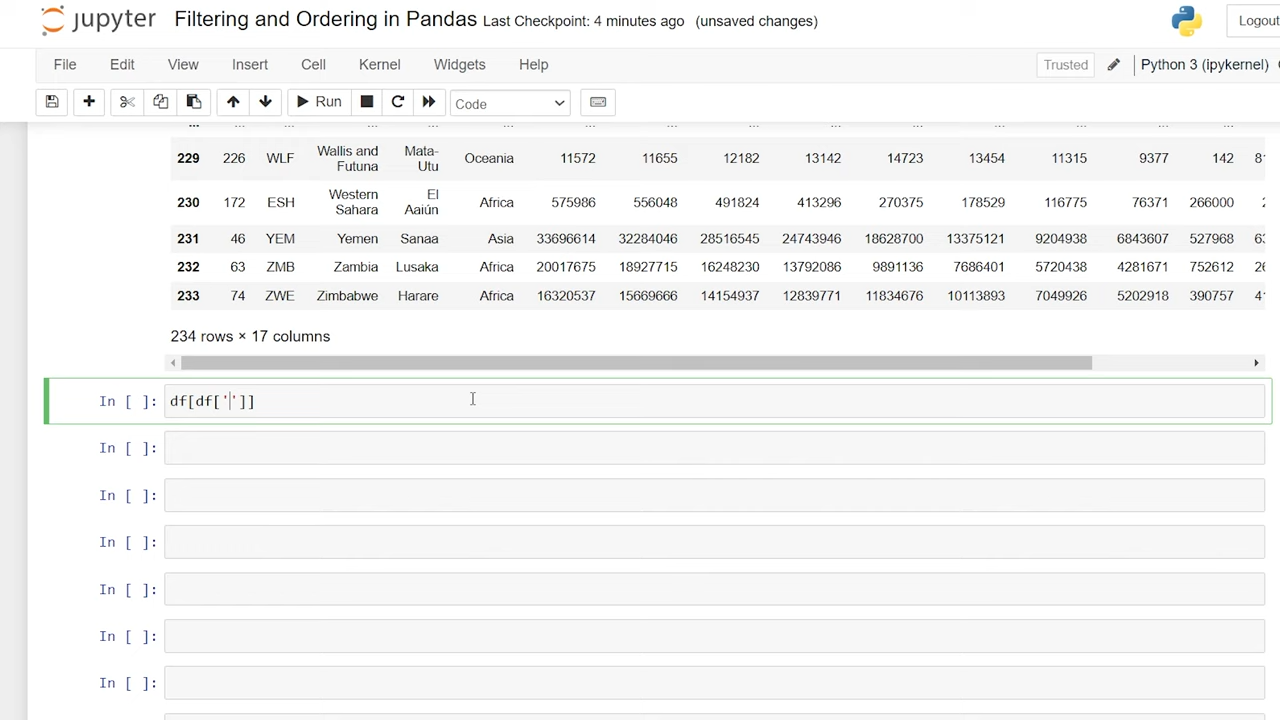 jupyter Filtering and Ordering in Pandas Last Checkpoint: 4 minutes ago (unsaved changes) Logout
File Edit View Insert Cell Kernel Widgets Help Trusted Python 3 (ipykernel)
Run Code
... ... ... ... ... ... ... ... ... ... ... ... ... ...
229 226 WLF Wallis and Futuna Mata-Utu Oceania 11572 11655 12182 13142 14723 13454 11315 9377 142 8
230 172 ESH Western Sahara El Aaiún Africa 575986 556048 491824 413296 270375 178529 116775 76371 266000
231 46 YEM Yemen Sanaa Asia 33696614 32284046 28516545 24743946 18628700 13375121 9204938 6843607 527968 63
232 63 ZMB Zambia Lusaka Africa 20017675 18927715 16248230 13792086 9891136 7686401 5720438 4281671 752612 26
233 74 ZWE Zimbabwe Harare Africa 16320537 15669666 14154937 12839771 11834676 10113893 7049926 5202918 390757 41
234 rows × 17 columns
In [ ]: df[df['']]
In [ ]:
In [ ]:
In [ ]:
In [ ]:
In [ ]:
In [ ]: